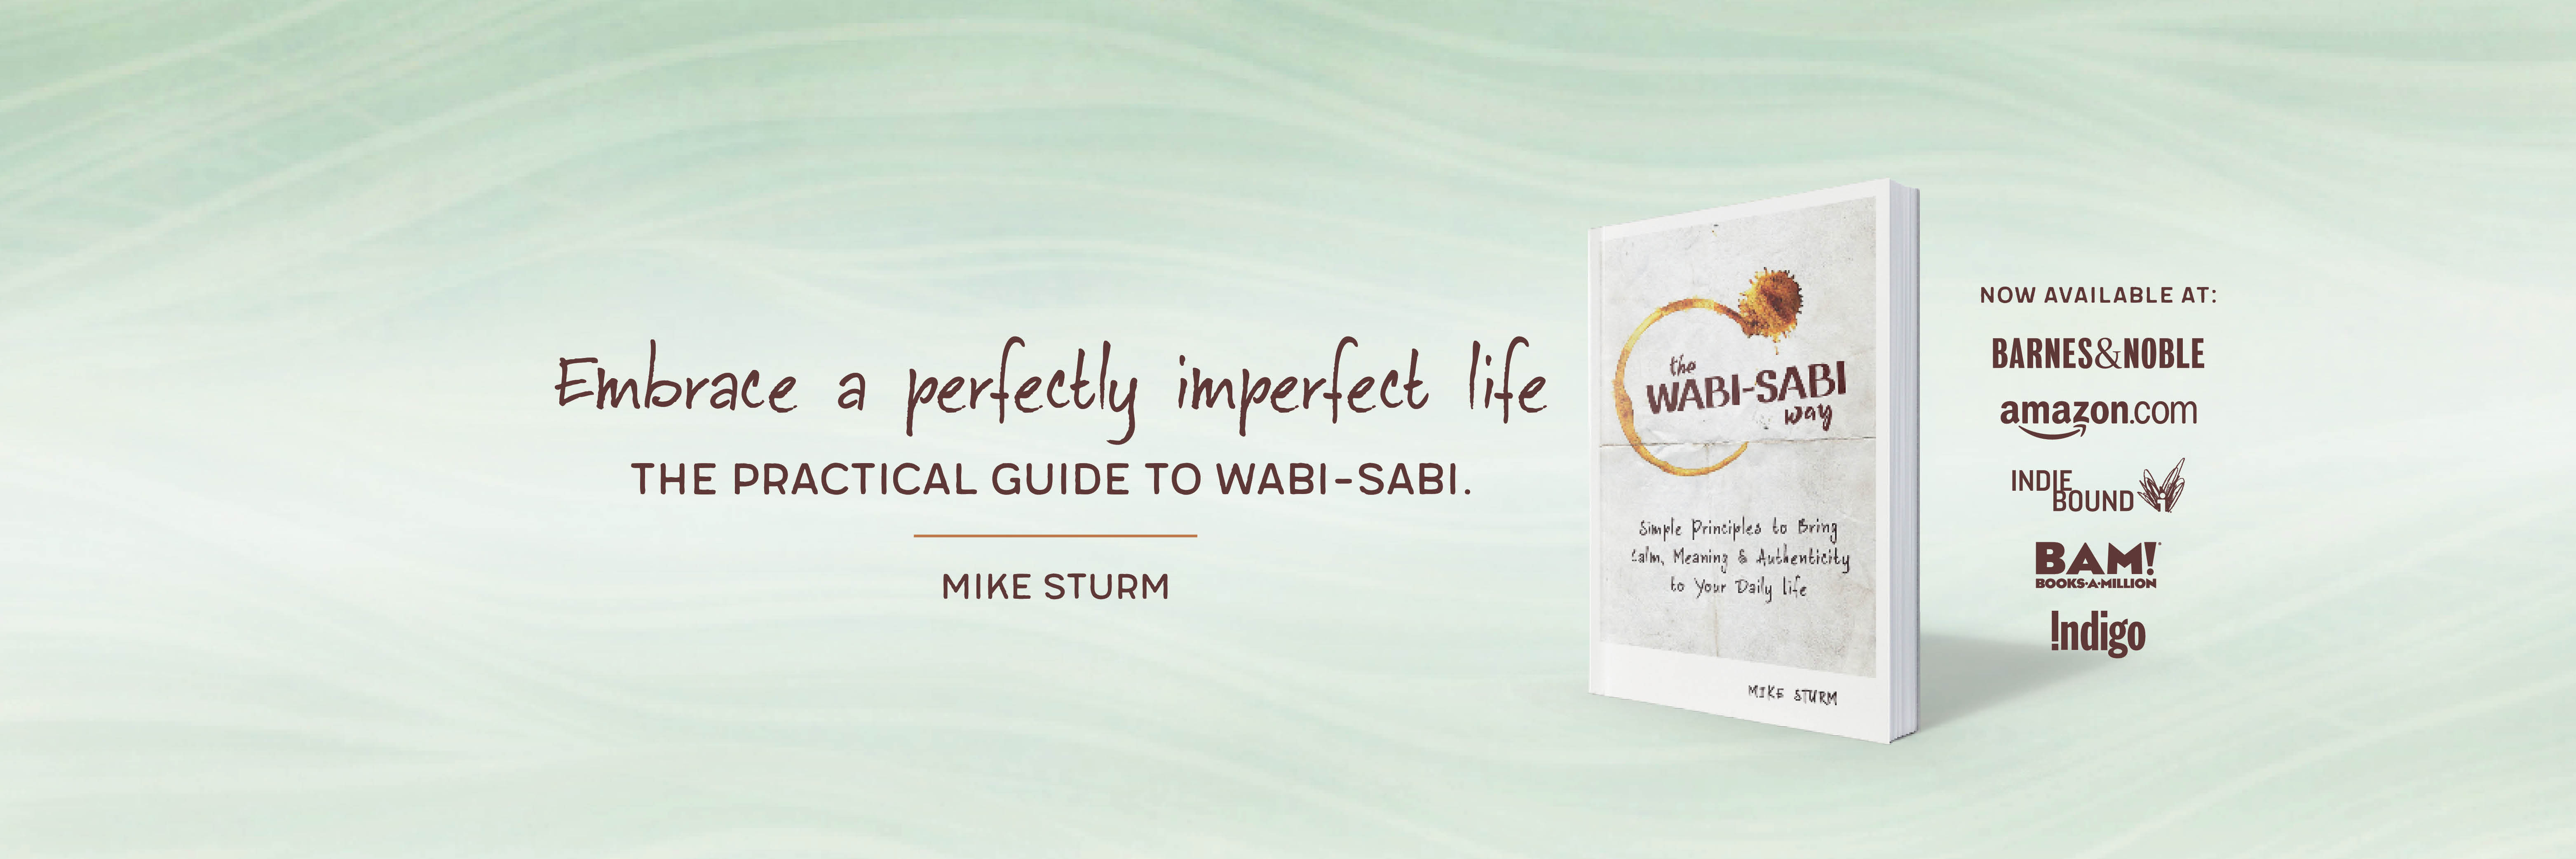 Embrace a perfectly imperfect life
THE PRACTICAL GUIDE TO WABI-SABI.
MIKE STURM
the
WABI-SABI
way
Simple Principles to Bring
Calm, Meaning & Authenticity
to Your Daily life
MIKE STURM
NOW AVAILABLE AT:
BARNES&NOBLE
amazon.com
INDIE
BOUND
BAM!
BOOKS·A·MILLION
Indigo